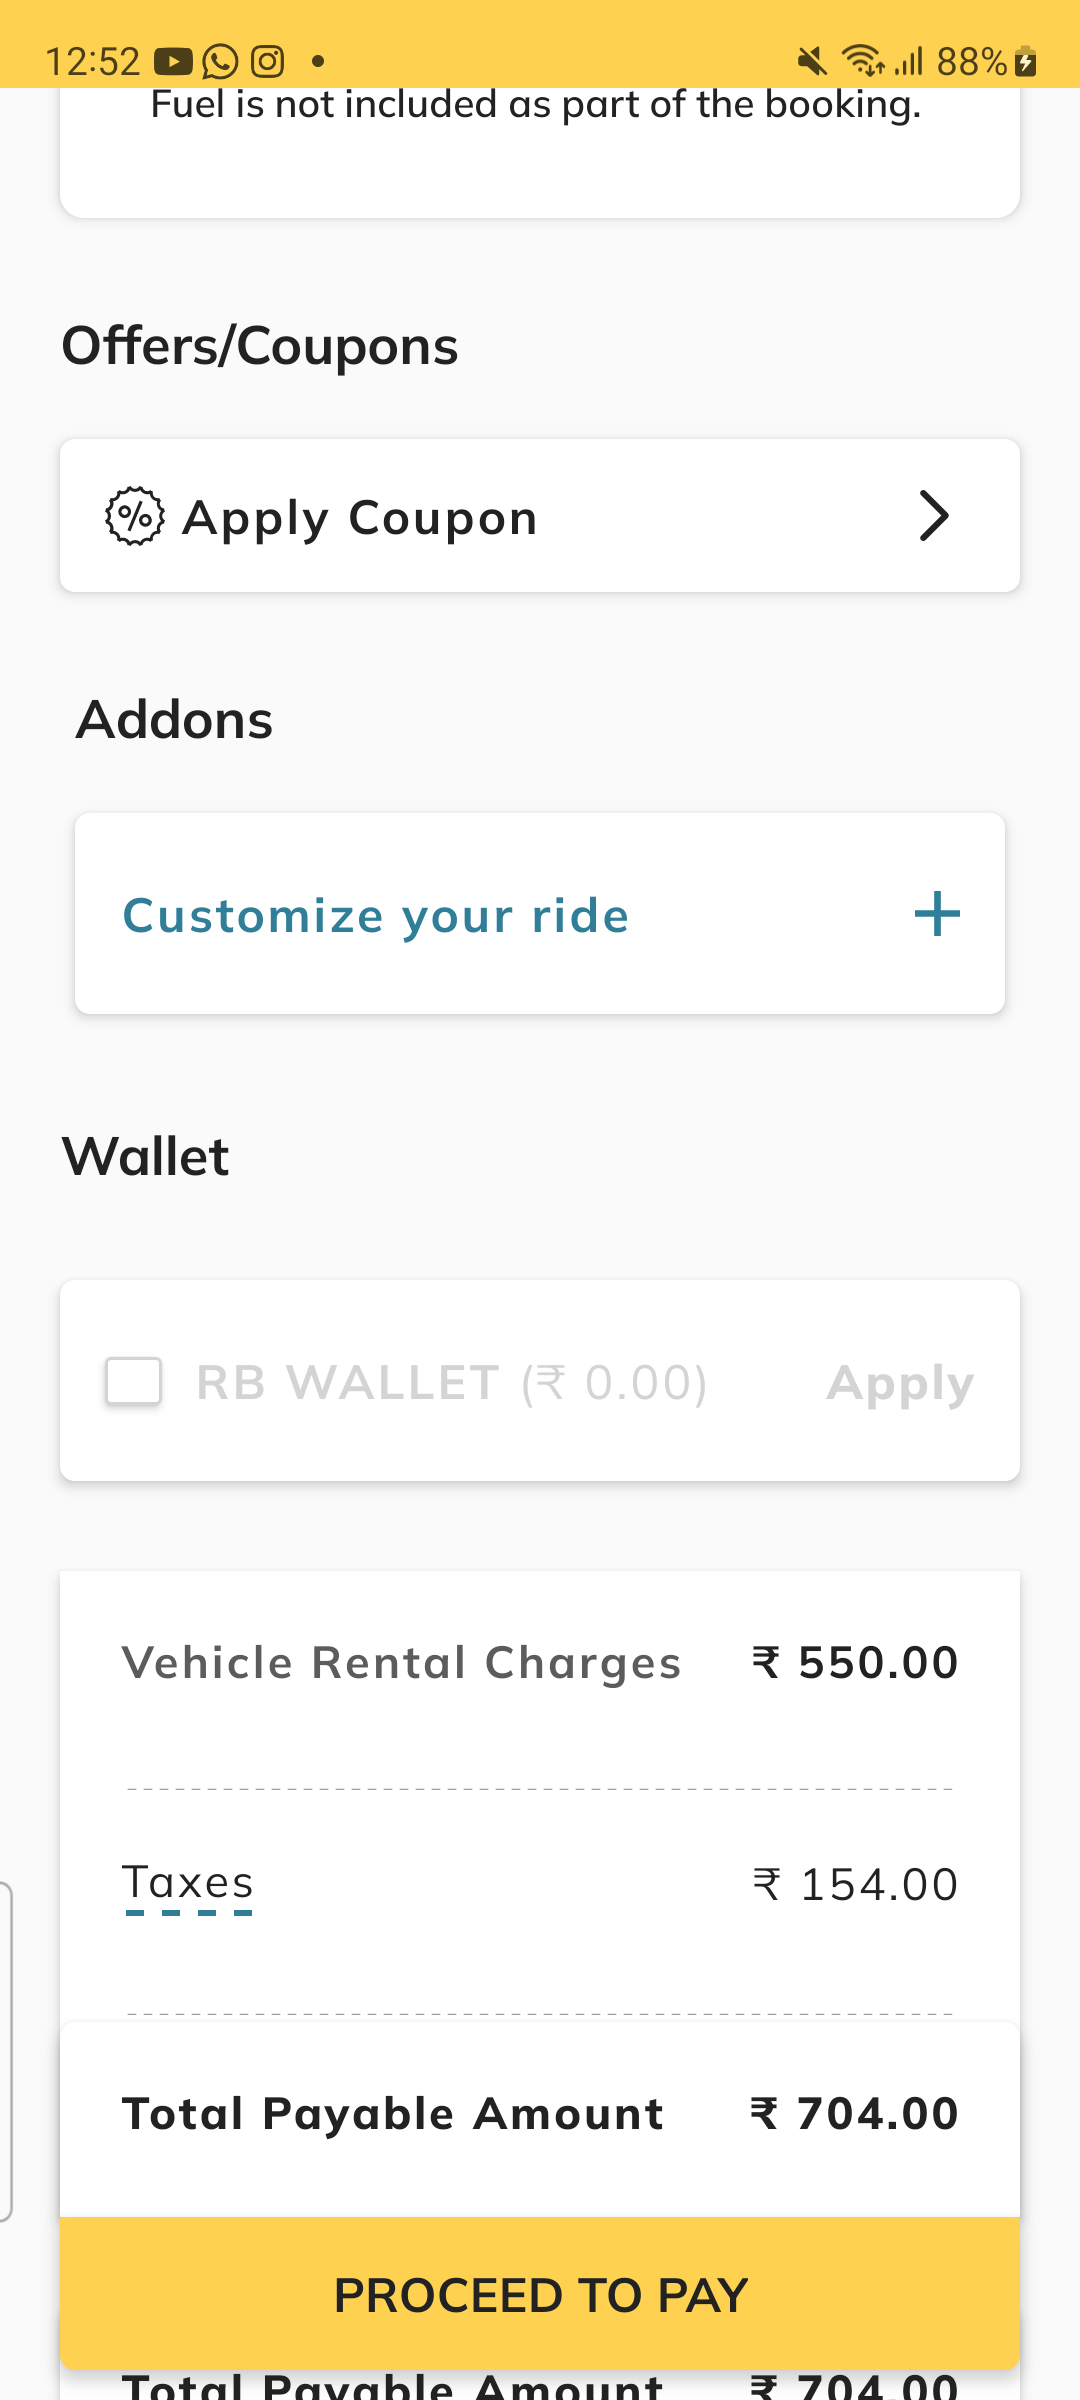 12:52
88%
Fuel is not included as part of the booking.
Offers/Coupons
Apply Coupon
Addons
Customize your ride +
Wallet
RB WALLET (₹ 0.00) Apply
Vehicle Rental Charges ₹ 550.00
Taxes ₹ 154.00
Total Payable Amount ₹ 704.00
PROCEED TO PAY
Total Payable Amount ₹ 704.00